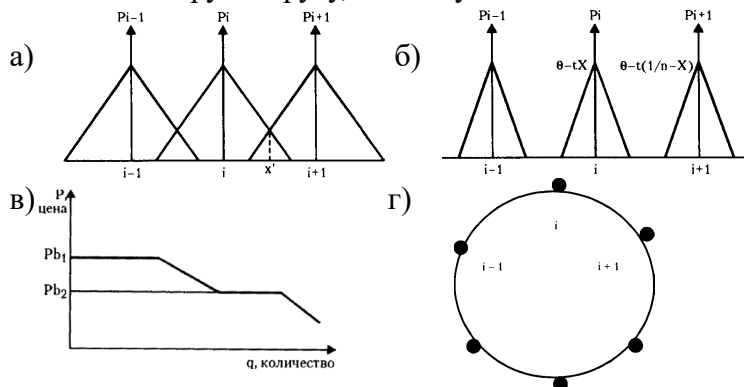 а)
Pi−1 Pi Pi+1
i−1 i x' i+1
б)
Pi−1 Pi Pi+1
θ−tX θ−t(1/n−X)
i−1 i i+1
в)
P
цена
Pb1
Pb2
q, количество
г)
i
i − 1 i + 1